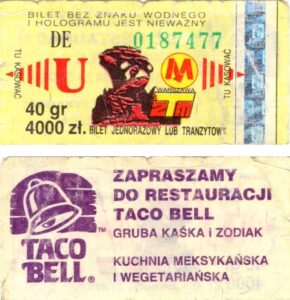 BILET BEZ ZNAKU WODNEGO
I HOLOGRAMU JEST NIEWAŻNY
DE 0187477
TU KASOWAĆ
U
M
WARSZAWA
ZTM
TU KASOWAĆ
40 gr
4000 zł. BILET JEDNORAZOWY LUB TRANZYTOWY
ZAPRASZAMY
DO RESTAURACJI
TACO BELL
GRUBA KAŚKA i ZODIAK
KUCHNIA MEKSYKAŃSKA
I WEGETARIAŃSKA
TACO
BELL®